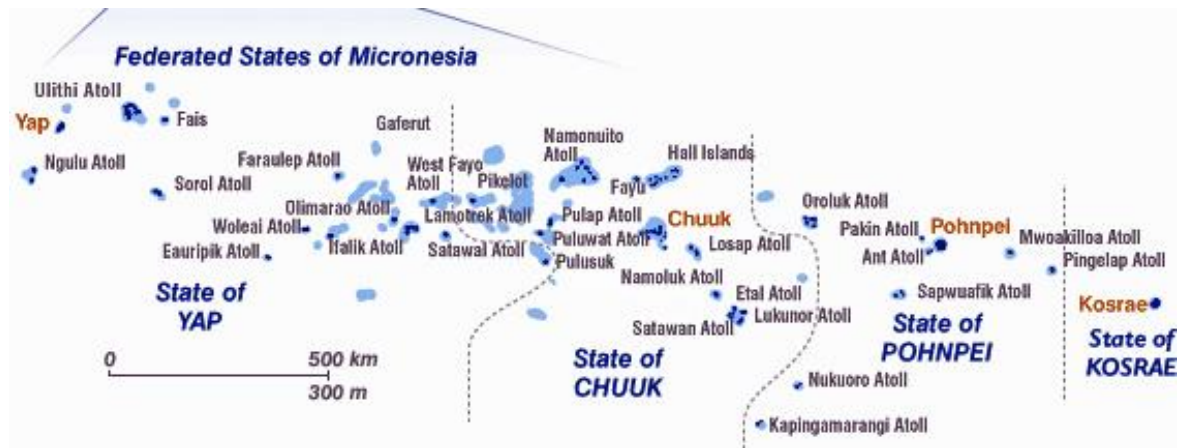 Federated States of Micronesia
Ulithi Atoll
Yap
Fais
Ngulu Atoll
Sorol Atoll
Gaferut
Faraulep Atoll
West Fayo
Atoll
Pikelot
Namonuito
Atoll
Hall Islands
Fayu
Olimarao Atoll
Lamotrek Atoll
Pulap Atoll
Chuuk
Oroluk Atoll
Woleai Atoll
Ifalik Atoll
Satawal Atoll
Puluwat Atoll
Losap Atoll
Pakin Atoll
Pohnpei
Mwoakilloa Atoll
Eauripik Atoll
Pulusuk
Ant Atoll
Pingelap Atoll
Namoluk Atoll
Etal Atoll
Sapwuafik Atoll
Kosrae
State of
YAP
Satawan Atoll
Lukunor Atoll
State of
POHNPEI
State of
KOSRAE
0 500 km
300 m
State of
CHUUK
Nukuoro Atoll
Kapingamarangi Atoll